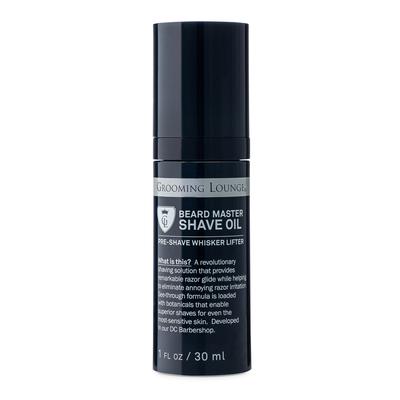 GROOMING LOUNGE
GL
BEARD MASTER
SHAVE OIL
PRE-SHAVE WHISKER LIFTER
What is this? A revolutionary
shaving solution that provides
remarkable razor glide while helping
to eliminate annoying razor irritation.
See-through formula is loaded
with botanicals that enable
superior shaves for even the
most-sensitive skin. Developed
in our DC Barbershop.
1 FL OZ / 30 ml